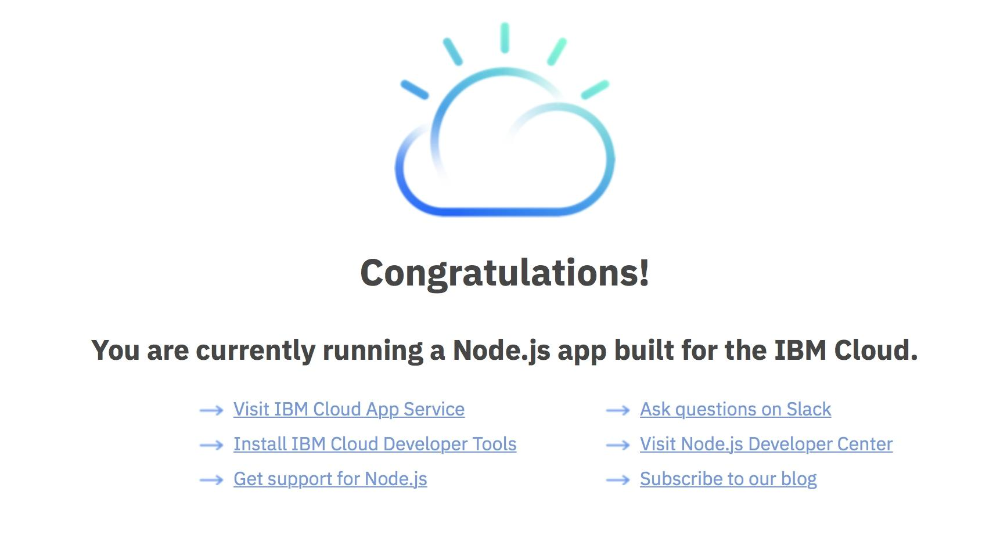 Congratulations!
You are currently running a Node.js app built for the IBM Cloud.
Visit IBM Cloud App Service
Install IBM Cloud Developer Tools
Get support for Node.js
Ask questions on Slack
Visit Node.js Developer Center
Subscribe to our blog